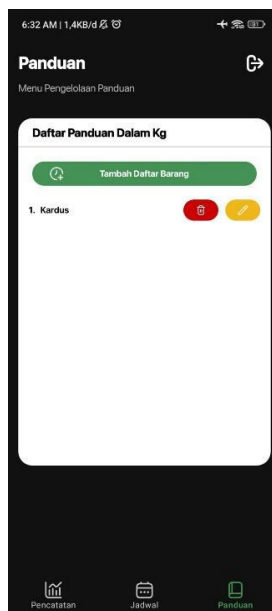 6:32 AM | 1,4KB/d
Panduan
Menu Pengelolaan Panduan
Daftar Panduan Dalam Kg
Tambah Daftar Barang
1. Kardus
Pencatatan Jadwal Panduan